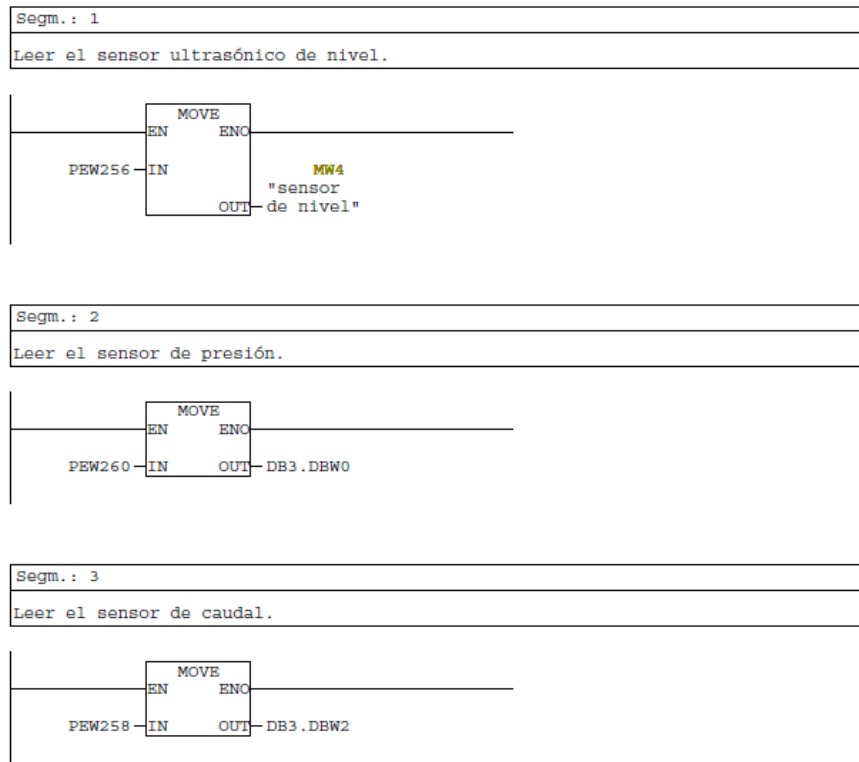 Segm.: 1
Leer el sensor ultrasónico de nivel.
MOVE
EN ENO
PEW256 IN MW4
"sensor
OUT de nivel"
Segm.: 2
Leer el sensor de presión.
MOVE
EN ENO
PEW260 IN OUT DB3.DBW0
Segm.: 3
Leer el sensor de caudal.
MOVE
EN ENO
PEW258 IN OUT DB3.DBW2